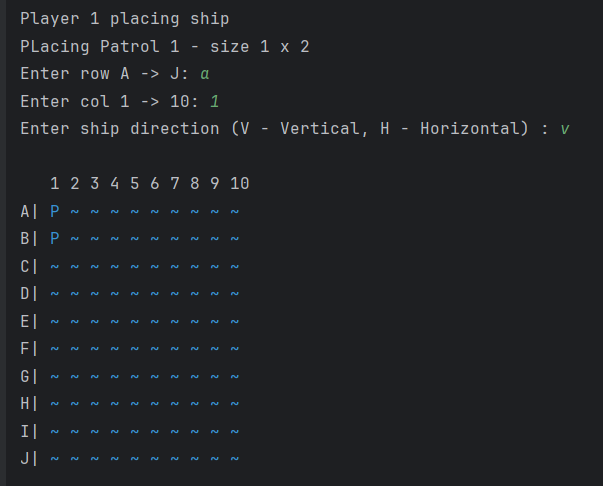 Player 1 placing ship
PLacing Patrol 1 - size 1 x 2
Enter row A -> J: a
Enter col 1 -> 10: 1
Enter ship direction (V - Vertical, H - Horizontal) : v
1 2 3 4 5 6 7 8 9 10
A| P ~ ~ ~ ~ ~ ~ ~ ~ ~
B| P ~ ~ ~ ~ ~ ~ ~ ~ ~
C| ~ ~ ~ ~ ~ ~ ~ ~ ~ ~
D| ~ ~ ~ ~ ~ ~ ~ ~ ~ ~
E| ~ ~ ~ ~ ~ ~ ~ ~ ~ ~
F| ~ ~ ~ ~ ~ ~ ~ ~ ~ ~
G| ~ ~ ~ ~ ~ ~ ~ ~ ~ ~
H| ~ ~ ~ ~ ~ ~ ~ ~ ~ ~
I| ~ ~ ~ ~ ~ ~ ~ ~ ~ ~
J| ~ ~ ~ ~ ~ ~ ~ ~ ~ ~